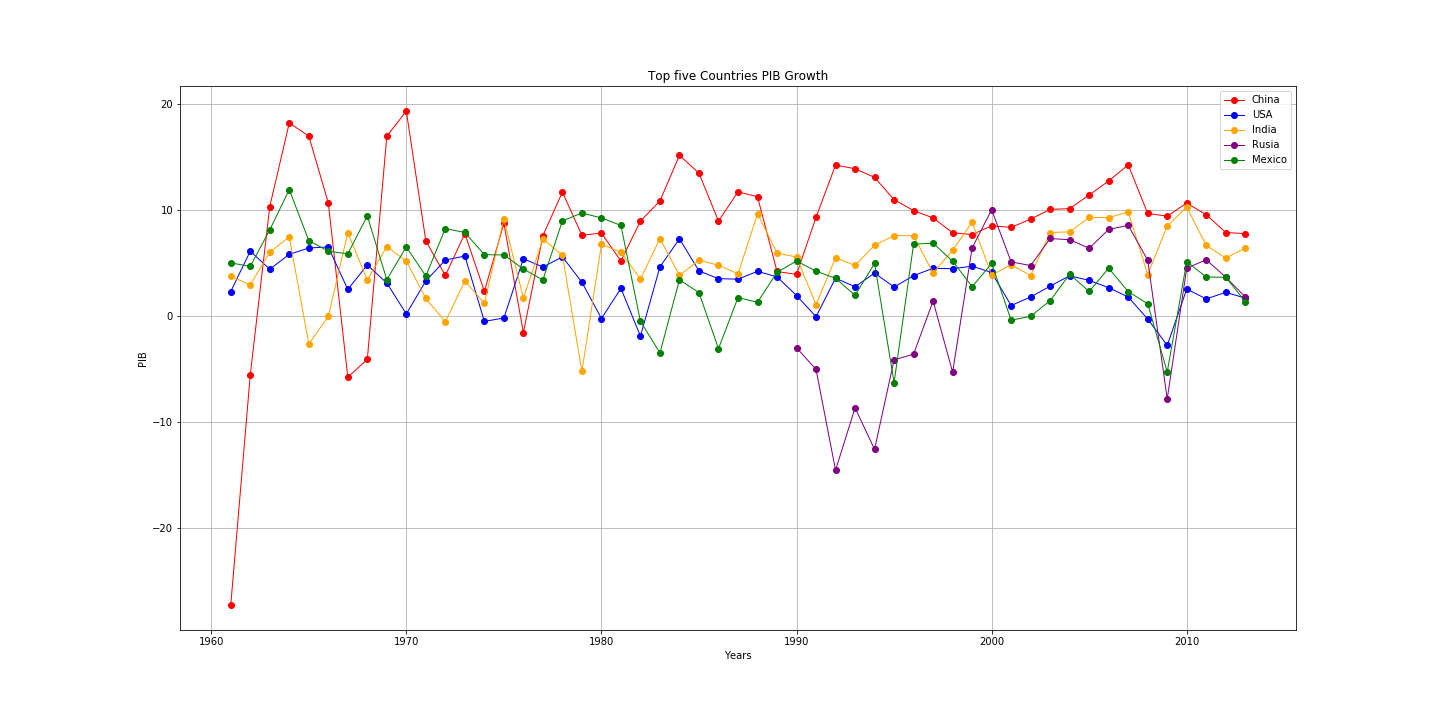 Top five Countries PIB Growth
China
USA
India
Rusia
Mexico
20
10
0
−10
−20
PIB
1960
1970
1980
1990
2000
2010
Years